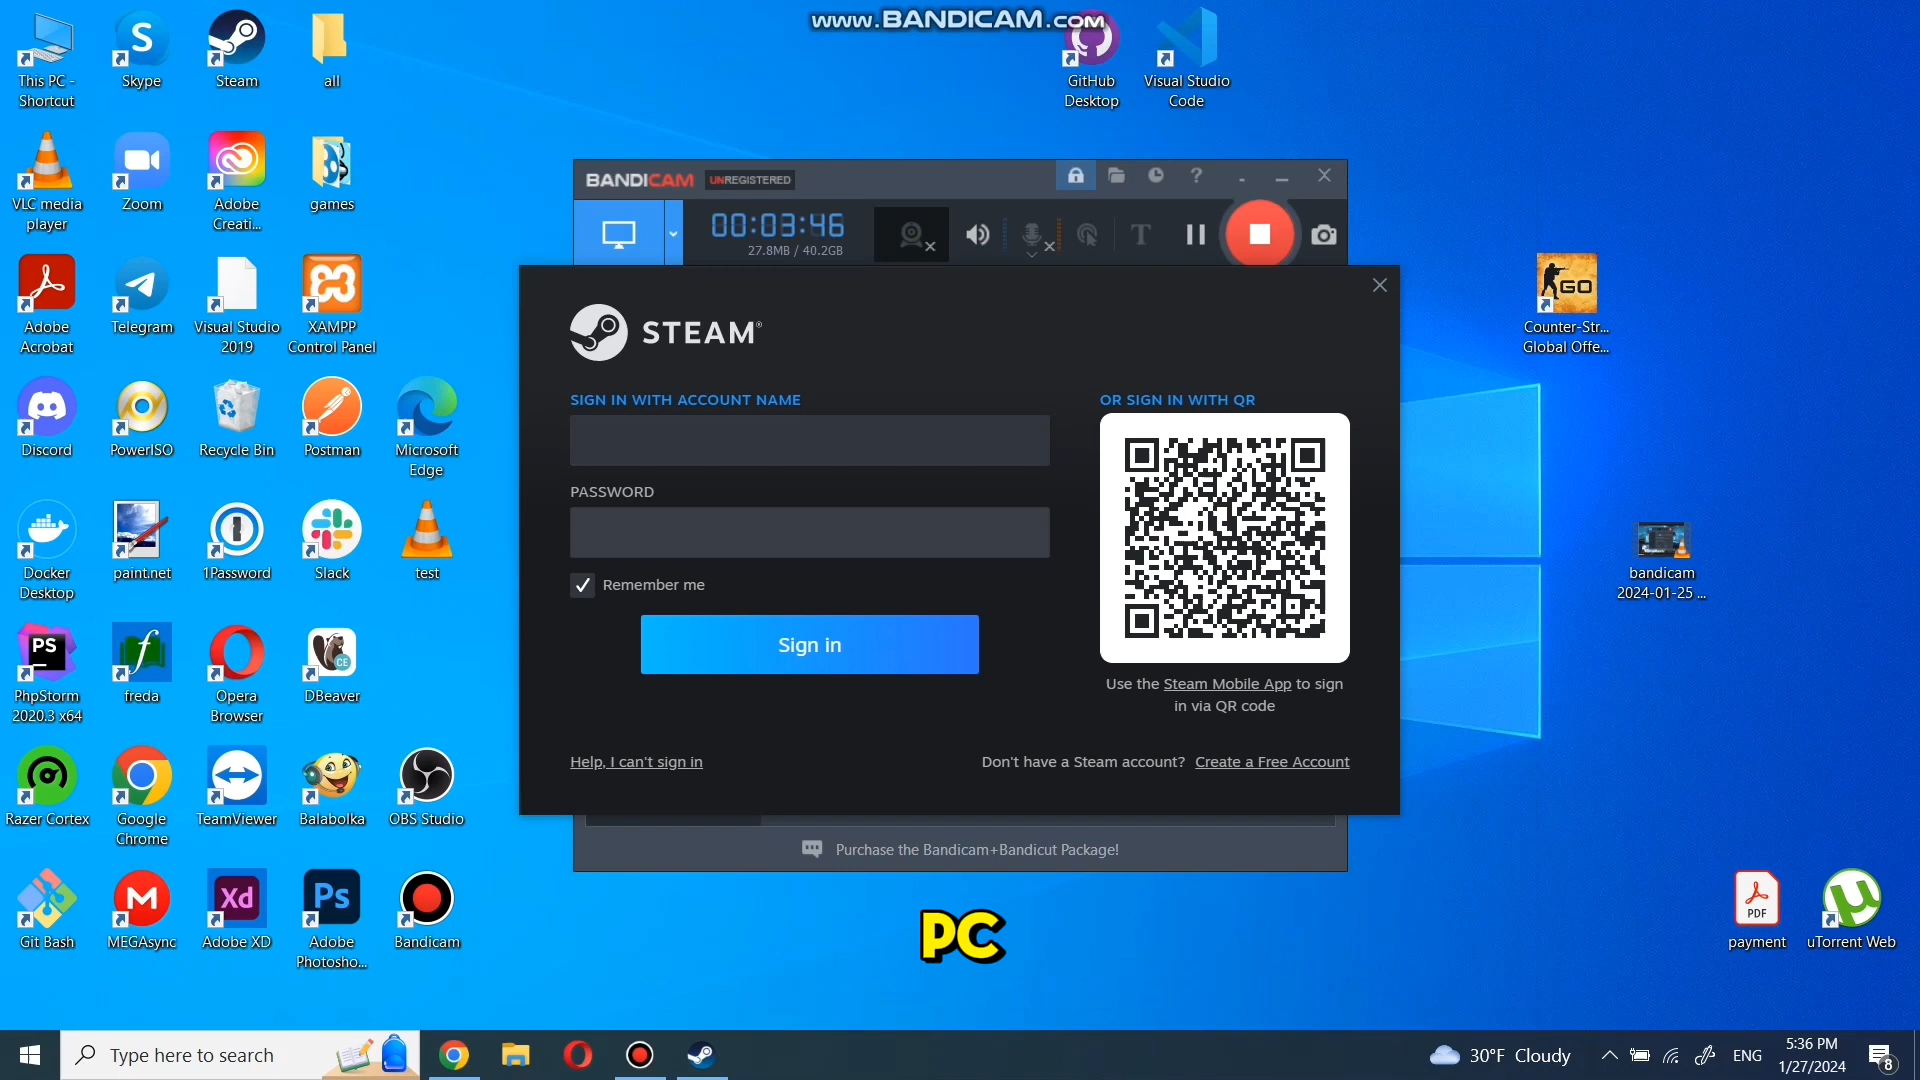 www.BANDICAM.com
This PC -
Shortcut
Skype
Steam
all
GitHub
Desktop
Visual Studio
Code
VLC media
player
Zoom
Adobe
Creati...
games
BANDICAM UNREGISTERED
00:03:46
27.8MB / 40.2GB
Adobe
Acrobat
Telegram
Visual Studio
2019
XAMPP
Control Panel
GO
Counter-Str...
Global Offe...
STEAM®
SIGN IN WITH ACCOUNT NAME
PASSWORD
Remember me
Sign in
Help, I can't sign in
OR SIGN IN WITH QR
Use the Steam Mobile App to sign
in via QR code
Don't have a Steam account? Create a Free Account
Purchase the Bandicam+Bandicut Package!
Discord
PowerISO
Recycle Bin
Postman
Microsoft
Edge
Docker
Desktop
paint.net
1Password
Slack
test
bandicam
2024-01-25 ...
PS
PhpStorm
2020.3 x64
f
freda
Opera
Browser
CE
DBeaver
Razer Cortex
Google
Chrome
TeamViewer
Balabolka
OBS Studio
Git Bash
M
MEGAsync
Xd
Adobe XD
Ps
Adobe
Photosho...
Bandicam
PC
PDF
payment
µ
uTorrent Web
Type here to search
30°F Cloudy
ENG
5:36 PM
1/27/2024
8